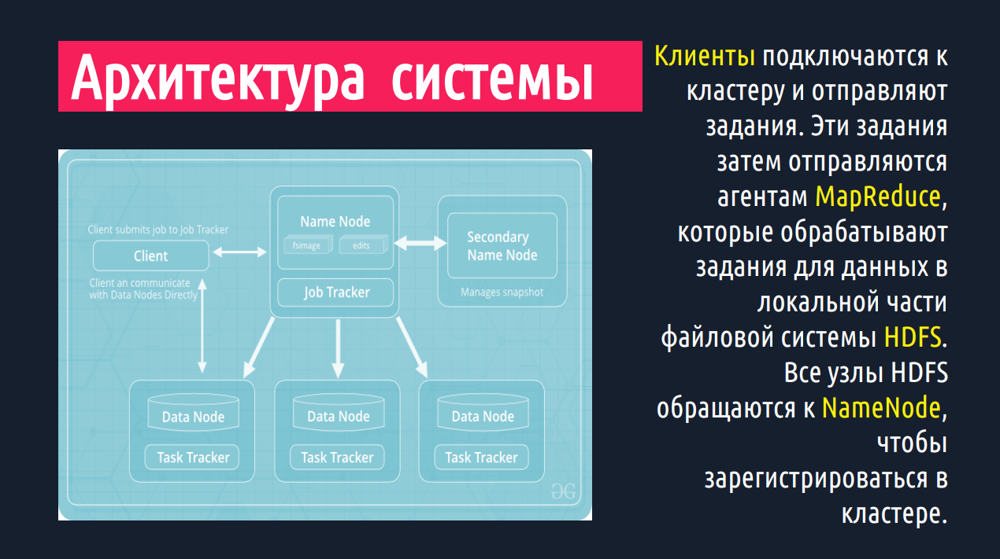 Архитектура системы
Клиенты подключаются к
кластеру и отправляют
задания. Эти задания
затем отправляются
агентам MapReduce,
которые обрабатывают
задания для данных в
локальной части
файловой системы HDFS.
Все узлы HDFS
обращаются к NameNode,
чтобы
зарегистрироваться в
кластере.
Client submits job to Job Tracker
Client
Client an communicate
with Data Nodes Directly
Name Node
fsimage
edits
Job Tracker
Secondary
Name Node
Manages snapshot
Data Node
Task Tracker
Data Node
Task Tracker
Data Node
Task Tracker